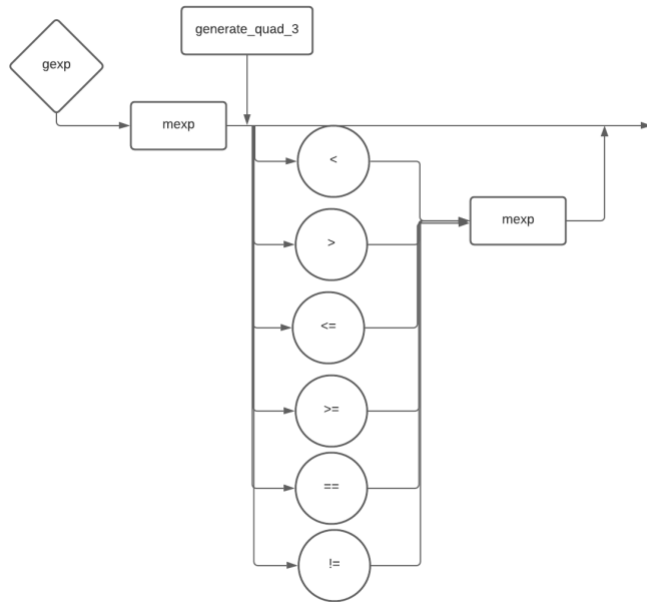 generate_quad_3
gexp
mexp
<
>
mexp
<=
>=
==
!=